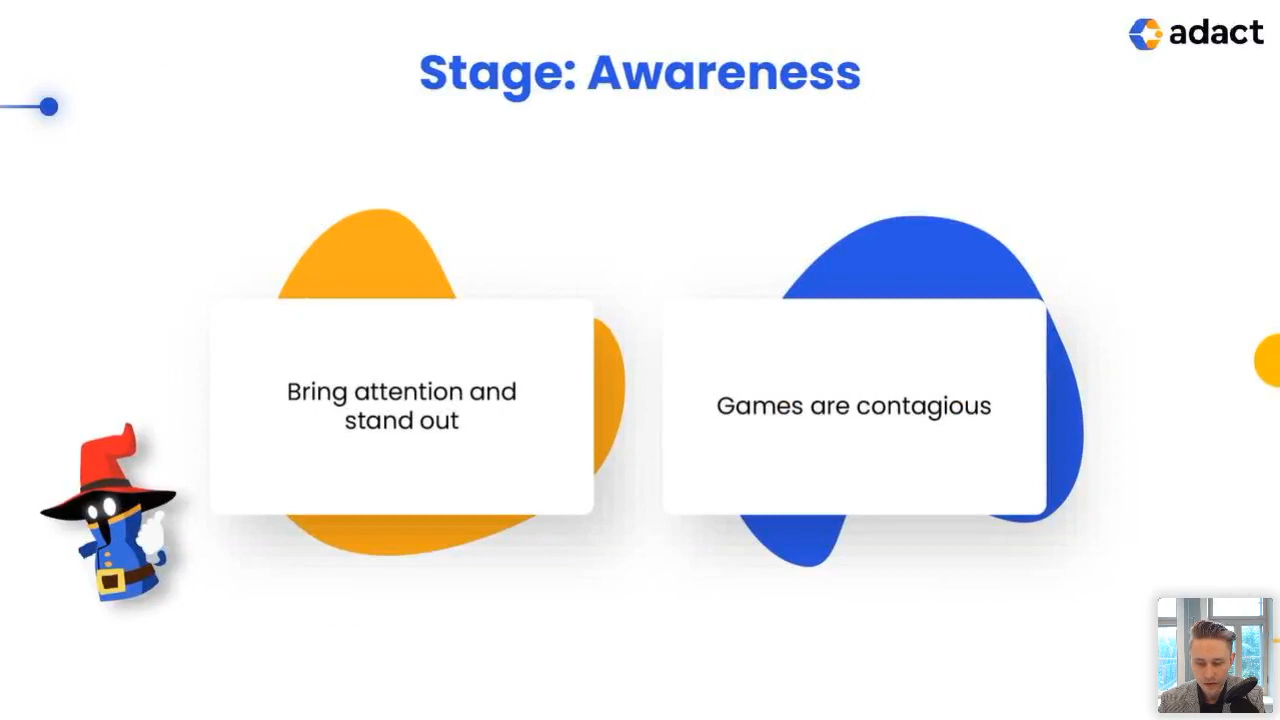 adact
Stage: Awareness
Bring attention and
stand out
Games are contagious